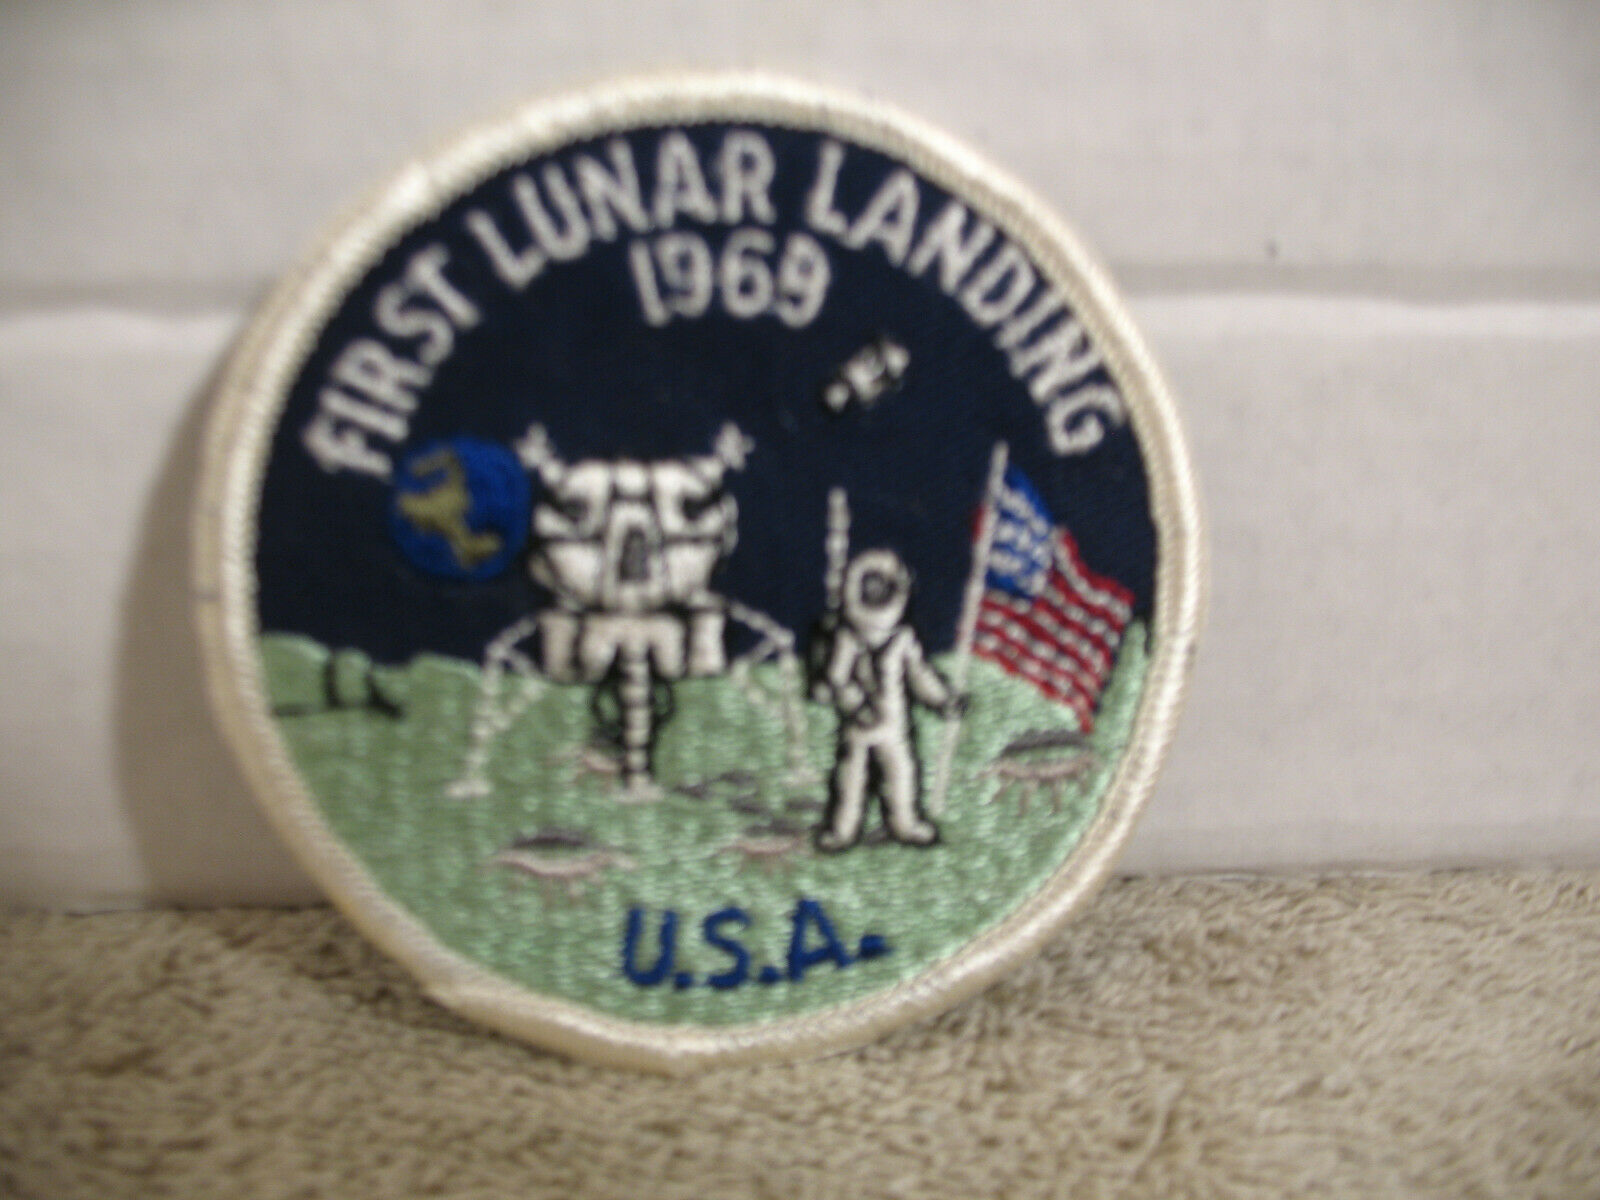 FIRST LUNAR LANDING
1969
U.S.A.